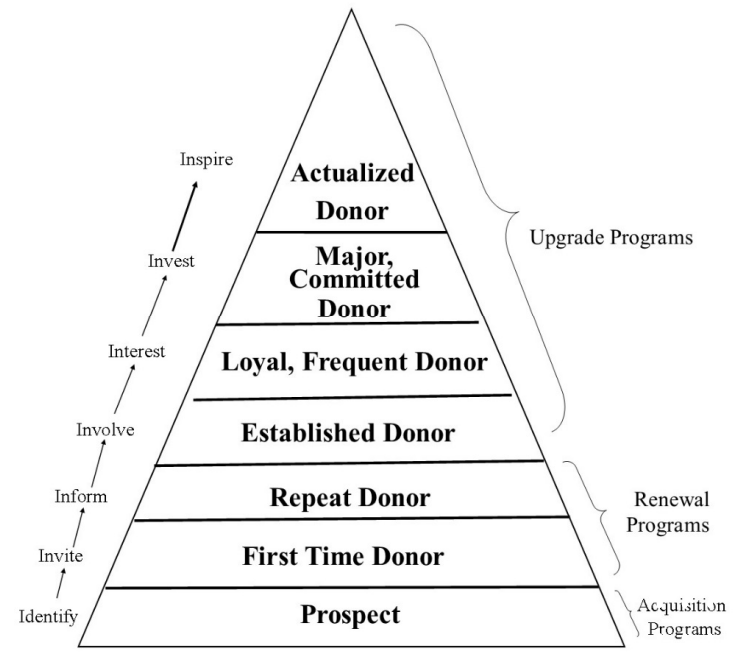 Inspire
Actualized
Donor
Upgrade Programs
Invest
Major,
Committed
Donor
Interest
Loyal, Frequent Donor
Involve
Established Donor
Inform
Repeat Donor
Renewal
Programs
Invite
First Time Donor
Identify
Prospect
Acquisition
Programs